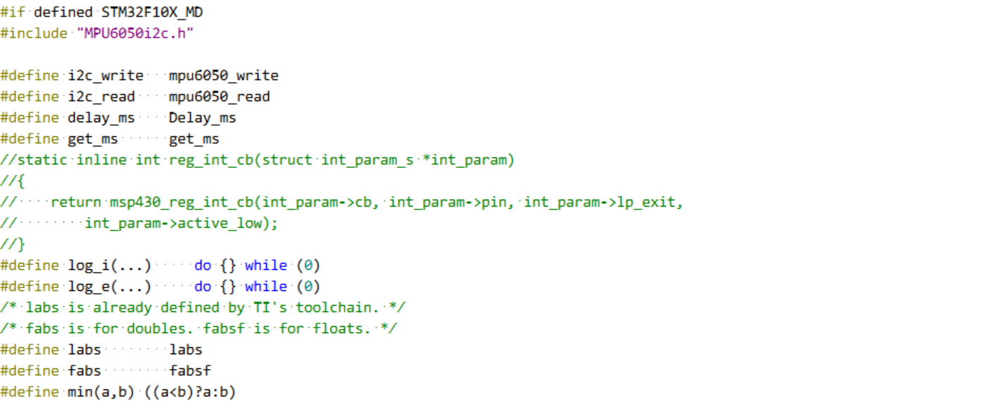 #if defined STM32F10X_MD
#include "MPU6050i2c.h"

#define i2c_write   mpu6050_write
#define i2c_read    mpu6050_read
#define delay_ms    Delay_ms
#define get_ms      get_ms
//static inline int reg_int_cb(struct int_param_s *int_param)
//{
//    return msp430_reg_int_cb(int_param->cb, int_param->pin, int_param->lp_exit,
//        int_param->active_low);
//}
#define log_i(...)     do {} while (0)
#define log_e(...)     do {} while (0)
/* labs is already defined by TI's toolchain. */
/* fabs is for doubles. fabsf is for floats. */
#define labs        labs
#define fabs        fabsf
#define min(a,b) ((a<b)?a:b)